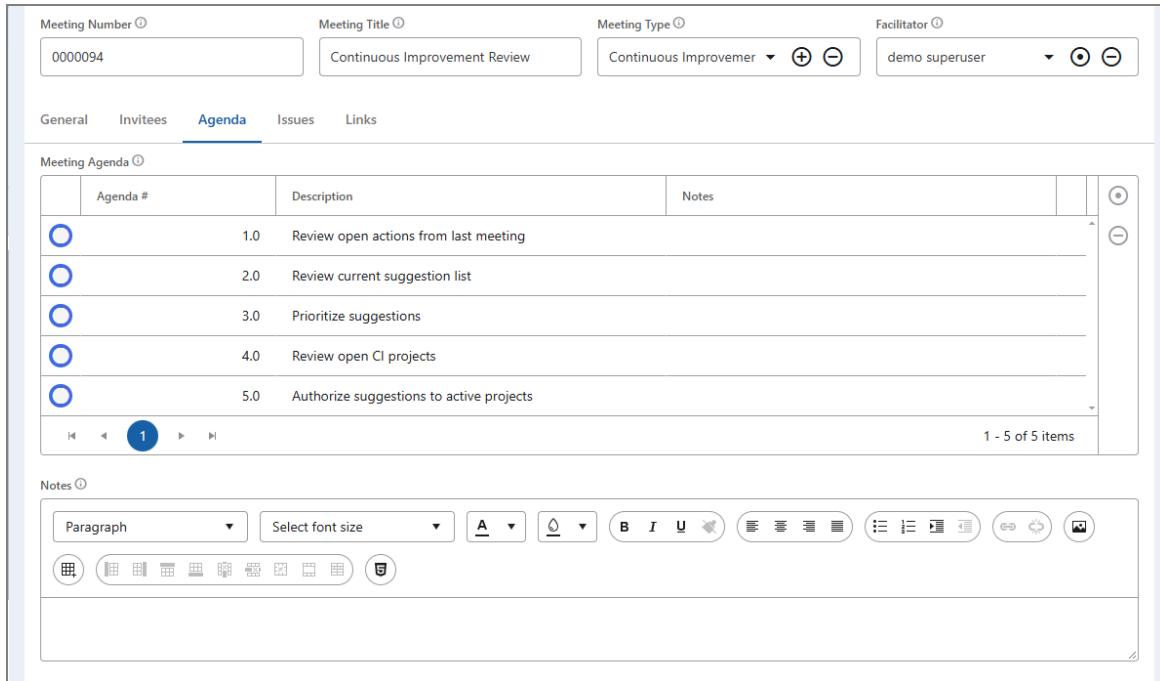 Meeting Number Meeting Title Meeting Type Facilitator
0000094 Continuous Improvement Review Continuous Improvemer demo superuser
General Invitees Agenda Issues Links
Meeting Agenda
Agenda # Description Notes
1.0 Review open actions from last meeting
2.0 Review current suggestion list
3.0 Prioritize suggestions
4.0 Review open CI projects
5.0 Authorize suggestions to active projects
1 1 - 5 of 5 items
Notes
Paragraph Select font size A B I U